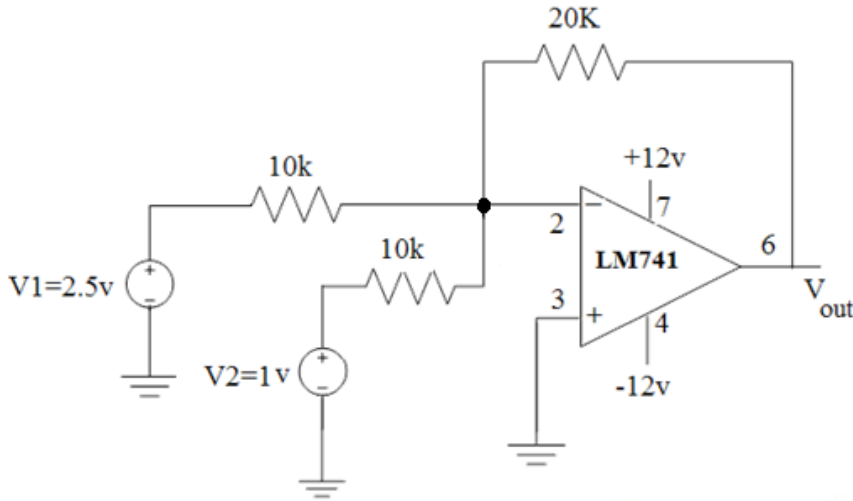 20K
+12v
10k
7
2
−
LM741
6
10k
V1=2.5v
+
−
3
+
4
V
out
V2=1v
+
−
-12v